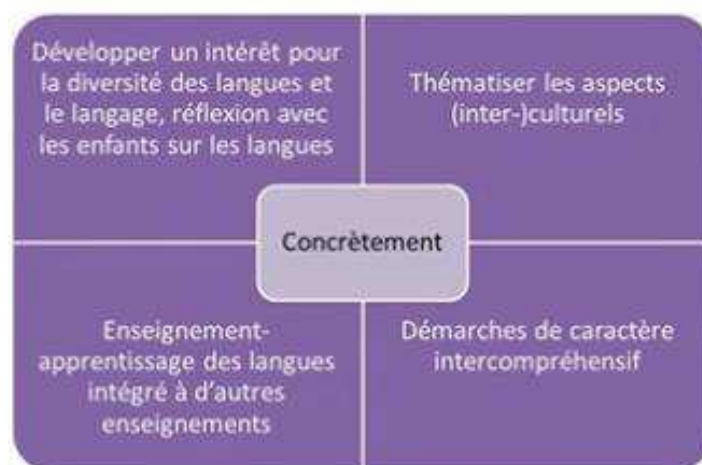 Développer un intérêt pour
la diversité des langues et
le langage, réflexion avec
les enfants sur les langues
Thématiser les aspects
(inter-)culturels
Concrètement
Enseignement-
apprentissage des langues
intégré à d'autres
enseignements
Démarches de caractère
intercompréhensif